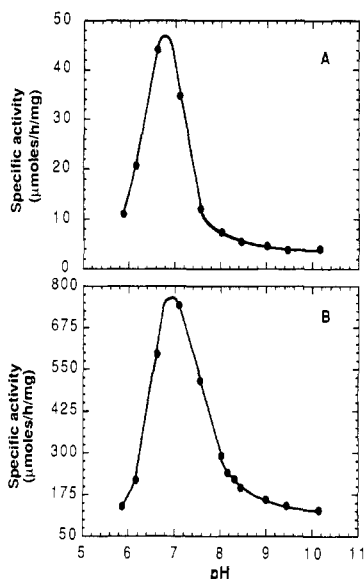 50
40
30
20
10
0
A
Specific activity
(μmoles/h/mg)
800
675
550
425
300
175
50
B
Specific activity
(μmoles/h/mg)
5 6 7 8 9 10 11
pH